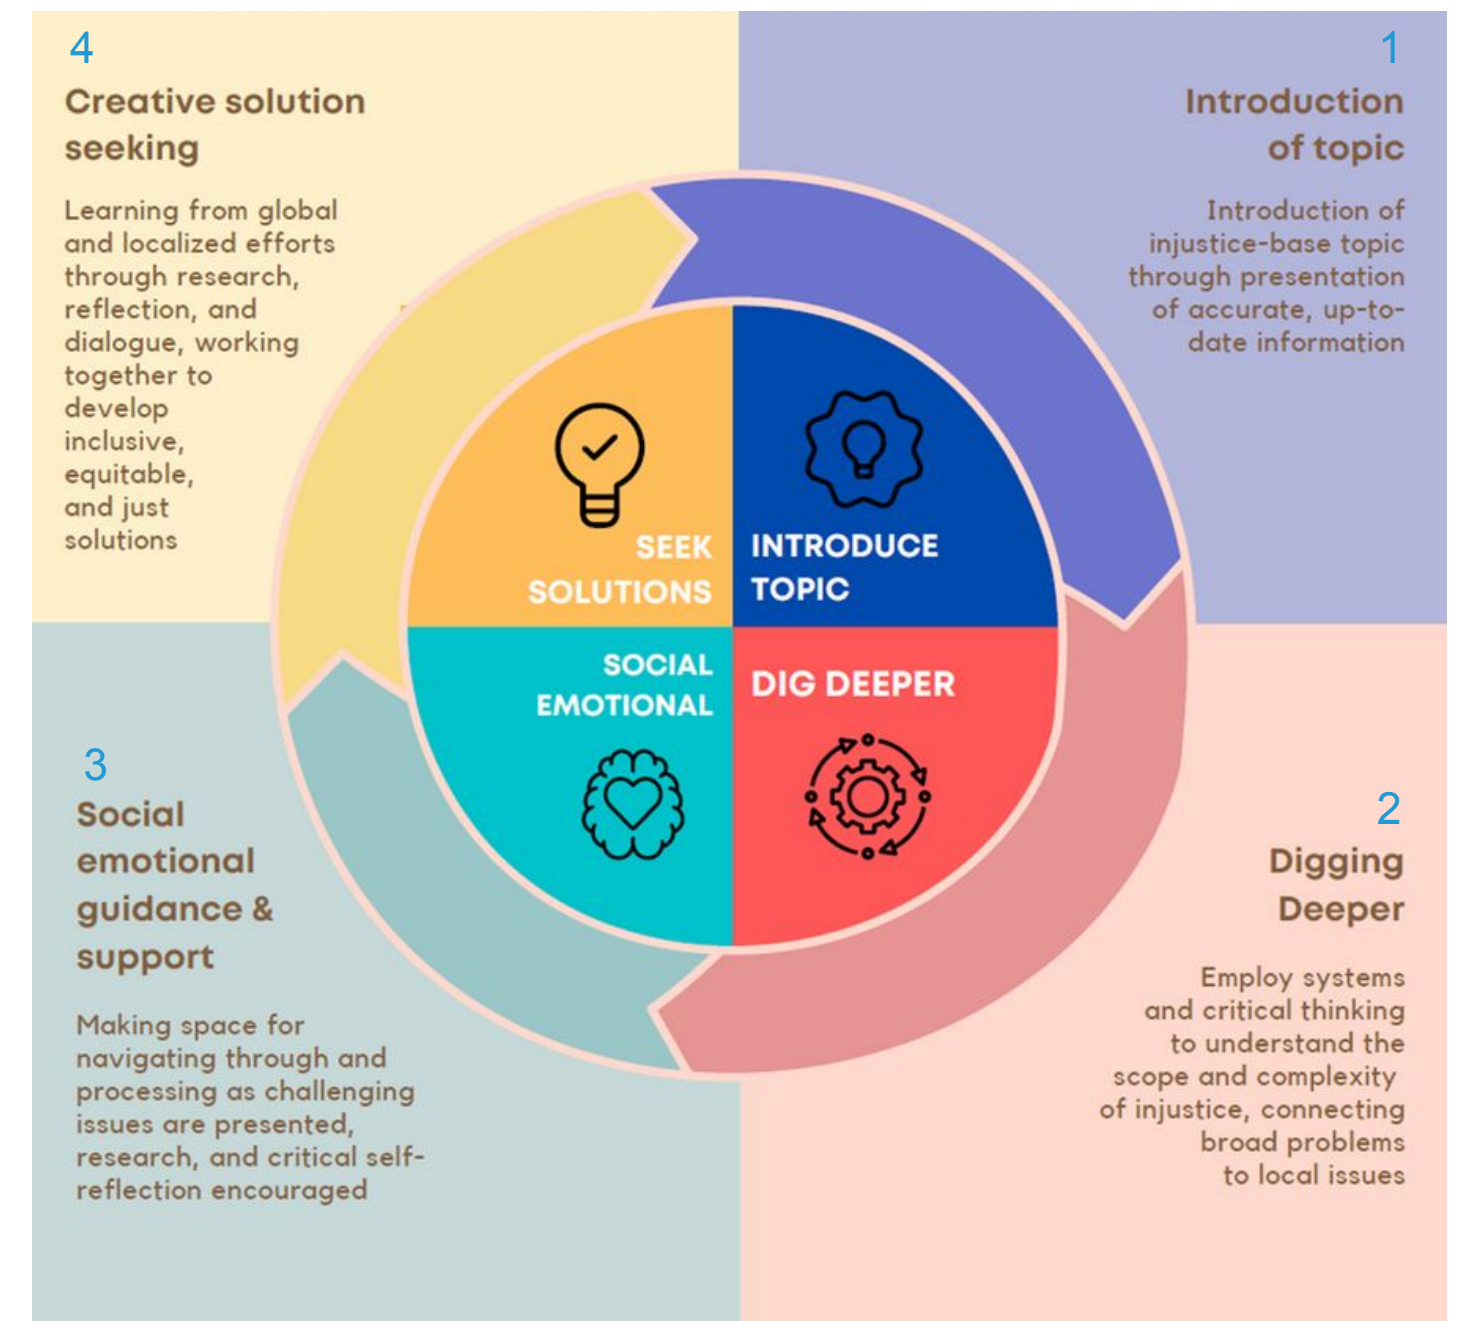 4
Creative solution
seeking
Learning from global
and localized efforts
through research,
reflection, and
dialogue, working
together to
develop
inclusive,
equitable,
and just
solutions
1
Introduction
of topic
Introduction of
injustice-base topic
through presentation
of accurate, up-to-
date information
SEEK
SOLUTIONS
INTRODUCE
TOPIC
SOCIAL
EMOTIONAL
DIG DEEPER
3
Social
emotional
guidance &
support
Making space for
navigating through and
processing as challenging
issues are presented,
research, and critical self-
reflection encouraged
2
Digging
Deeper
Employ systems
and critical thinking
to understand the
scope and complexity
of injustice, connecting
broad problems
to local issues